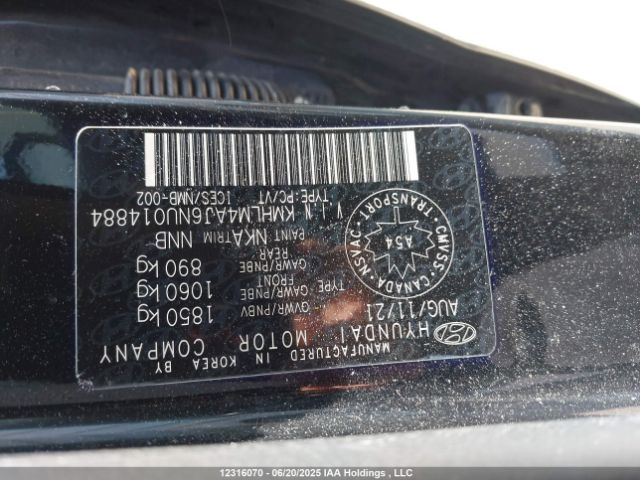 MANUFACTURED IN KOREA BY
HYUNDAI MOTOR COMPANY
AUG/11/21 GVWR/PNBV 1850 kg
TYPE: GAWR/PNBE FRONT 1060 kg
GAWR/PNBE REAR 890 kg
PAINT NKA TRIM NNB
V.I.N KMHLM4AJ6NU014884
TYPE:PC/VT ICES/NMB-002
TRANSPORT
CMVSS · CANADA · NSVAC
A54
12316070 - 06/20/2025 IAA Holdings , LLC